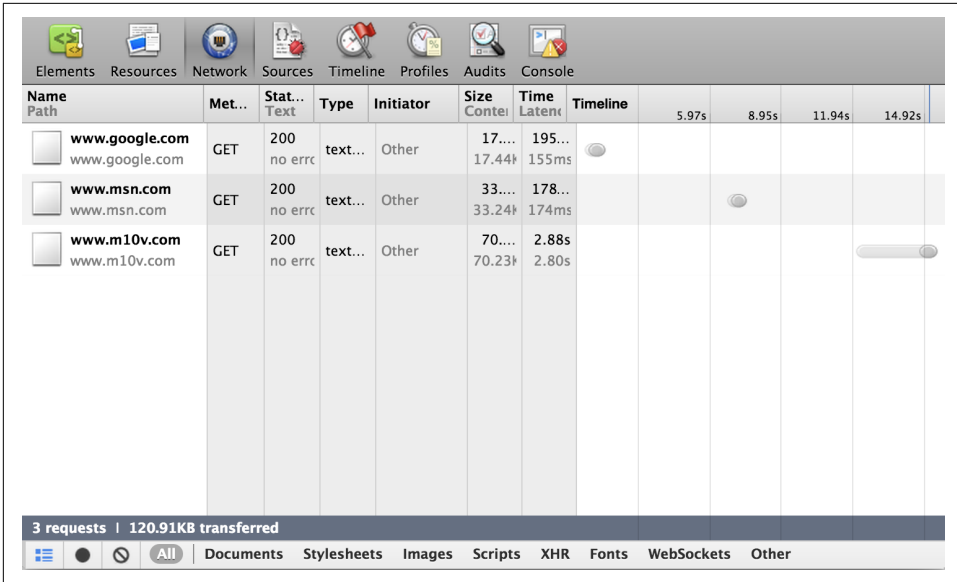 Elements Resources Network Sources Timeline Profiles Audits Console
Name Met... Stat... Type Initiator Size Time Timeline
Path Text Conter Latenc 5.97s 8.95s 11.94s 14.92s
www.google.com GET 200 text... Other 17.... 195...
www.google.com no errc 17.44k 155ms
www.msn.com GET 200 text... Other 33.... 178...
www.msn.com no errc 33.24k 174ms
www.m10v.com GET 200 text... Other 70.... 2.88s
www.m10v.com no errc 70.23k 2.80s
3 requests | 120.91KB transferred
All Documents Stylesheets Images Scripts XHR Fonts WebSockets Other